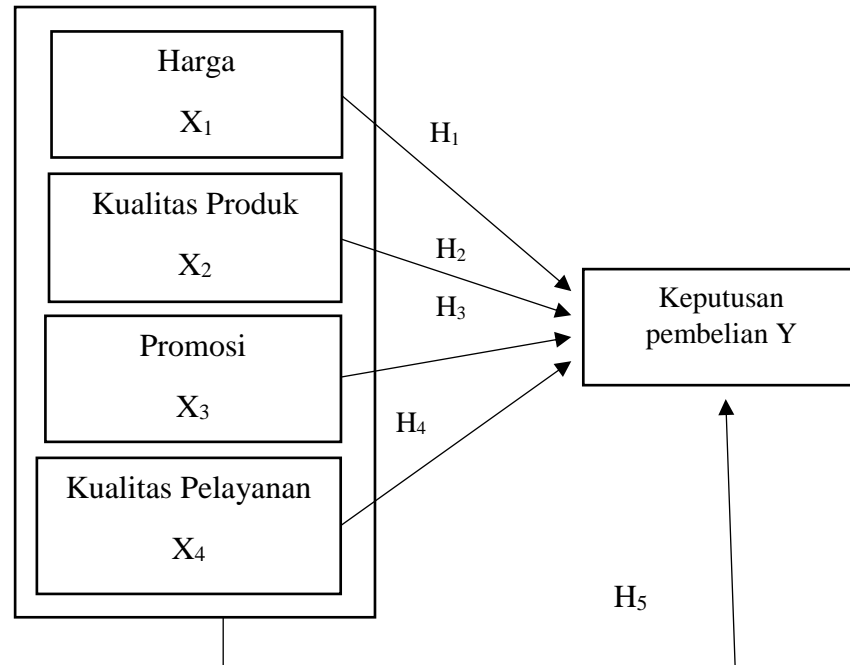 Harga
X₁
H₁
Kualitas Produk
X₂
H₂
H₃
Keputusan
pembelian Y
Promosi
X₃
H₄
Kualitas Pelayanan
X₄
H₅